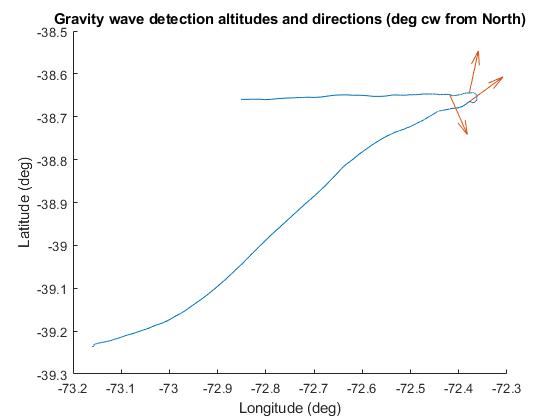 Gravity wave detection altitudes and directions (deg cw from North)
-38.5
-38.6
-38.7
-38.8
-38.9
-39
-39.1
-39.2
-39.3
Latitude (deg)
-73.2 -73.1 -73 -72.9 -72.8 -72.7 -72.6 -72.5 -72.4 -72.3
Longitude (deg)